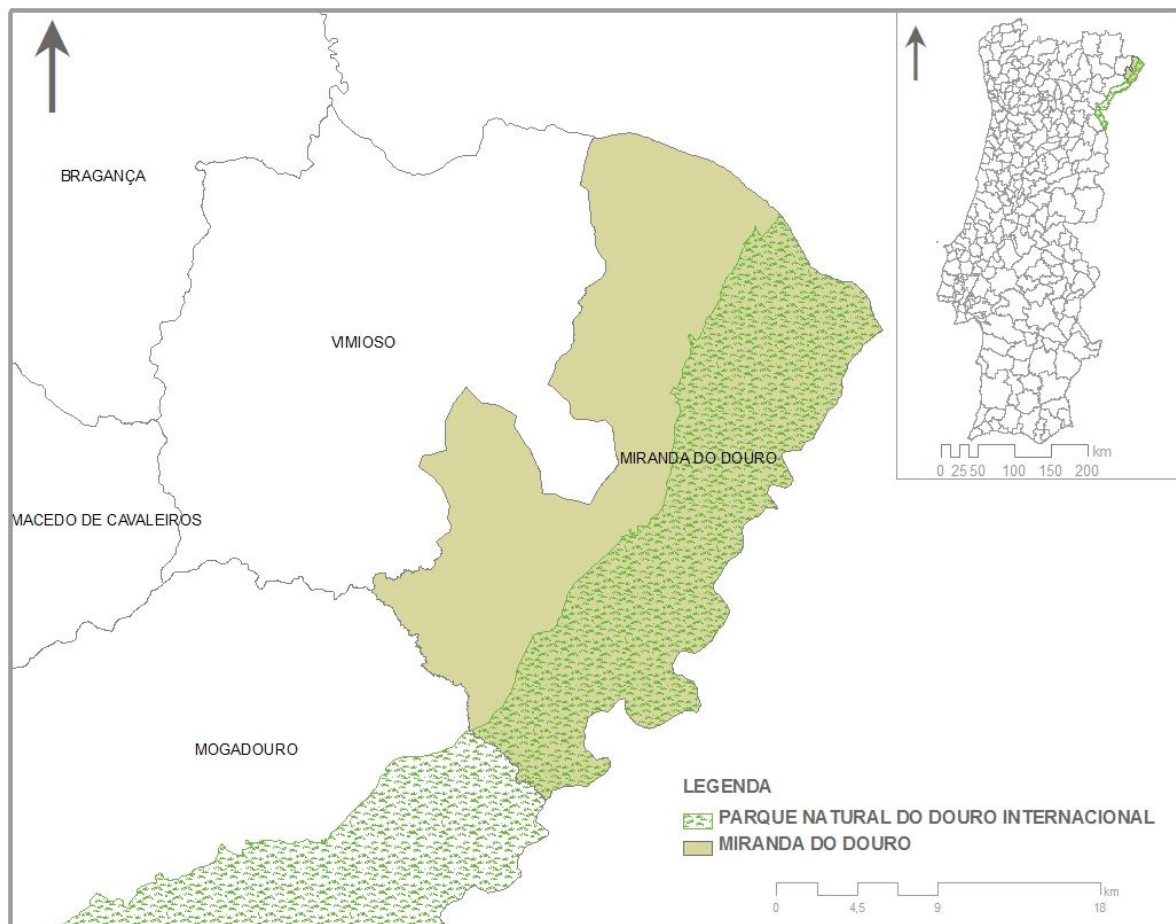 BRAGANÇA
VIMIOSO
MIRANDA DO DOURO
MACEDO DE CAVALEIROS
MOGADOURO
km
0 25 50 100 150 200
LEGENDA
PARQUE NATURAL DO DOURO INTERNACIONAL
MIRANDA DO DOURO
km
0 4,5 9 18